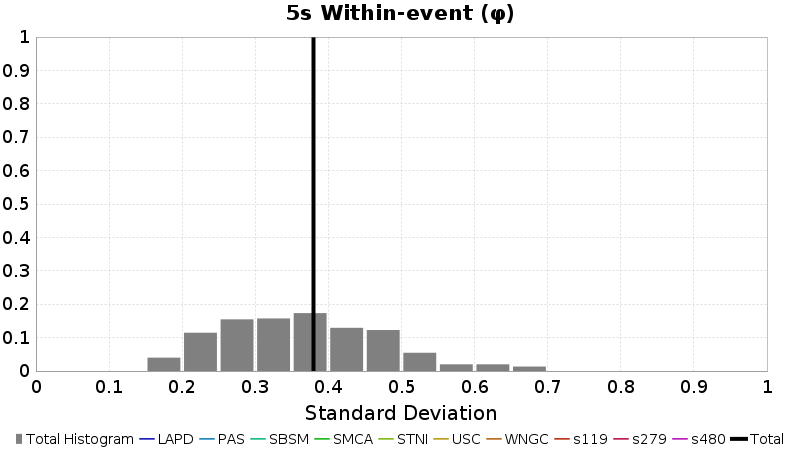 5s Within-event (φ)
1
0.9
0.8
0.7
0.6
0.5
0.4
0.3
0.2
0.1
0
0 0.1 0.2 0.3 0.4 0.5 0.6 0.7 0.8 0.9 1
Standard Deviation
Total Histogram LAPD PAS SBSM SMCA STNI USC WNGC s119 s279 s480 Total